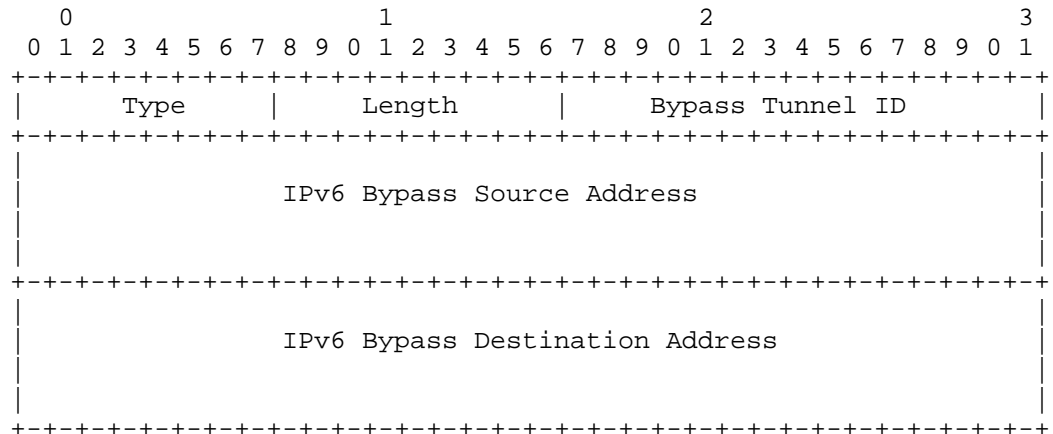 0                   1                   2                   3
 0 1 2 3 4 5 6 7 8 9 0 1 2 3 4 5 6 7 8 9 0 1 2 3 4 5 6 7 8 9 0 1
+-+-+-+-+-+-+-+-+-+-+-+-+-+-+-+-+-+-+-+-+-+-+-+-+-+-+-+-+-+-+-+-+
|      Type     |     Length      |     Bypass Tunnel ID        |
+-+-+-+-+-+-+-+-+-+-+-+-+-+-+-+-+-+-+-+-+-+-+-+-+-+-+-+-+-+-+-+-+
|                                                               |
|                IPv6 Bypass Source Address                     |
|                                                               |
|                                                               |
+-+-+-+-+-+-+-+-+-+-+-+-+-+-+-+-+-+-+-+-+-+-+-+-+-+-+-+-+-+-+-+-+
|                                                               |
|                IPv6 Bypass Destination Address                |
|                                                               |
|                                                               |
+-+-+-+-+-+-+-+-+-+-+-+-+-+-+-+-+-+-+-+-+-+-+-+-+-+-+-+-+-+-+-+-+